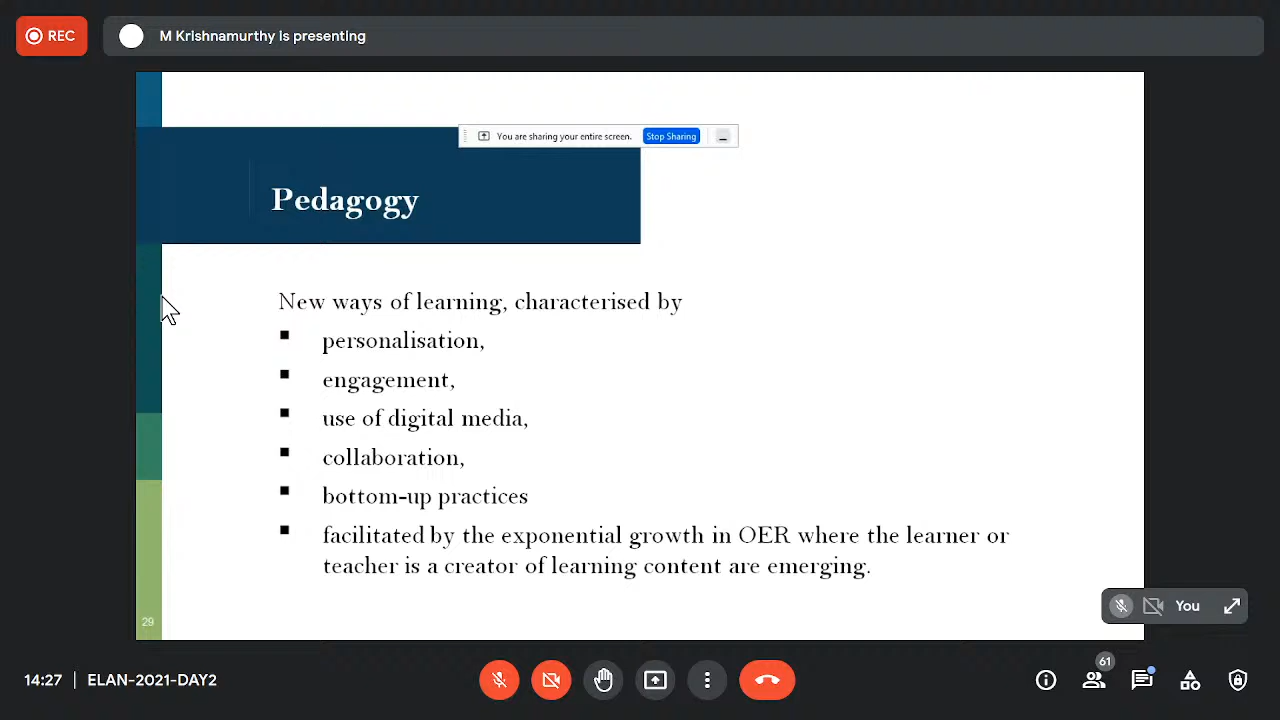 REC
M Krishnamurthy is presenting
You are sharing your entire screen.
Stop Sharing
Pedagogy
New ways of learning, characterised by
personalisation,
engagement,
use of digital media,
collaboration,
bottom-up practices
facilitated by the exponential growth in OER where the learner or
teacher is a creator of learning content are emerging.
29
You
14:27 | ELAN-2021-DAY2
61